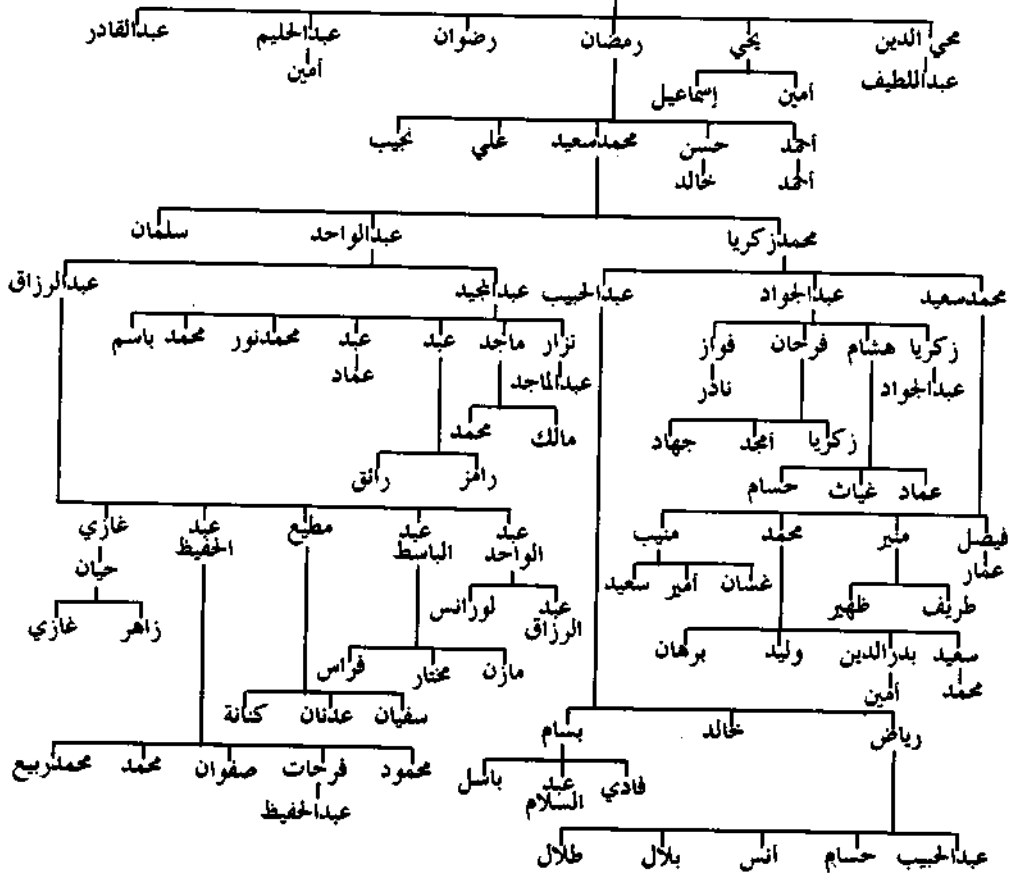 محي الدين يحي رمضان رضوان عبدالحليم عبدالقادر
عبداللطيف أمين إسماعيل أمين
أحمد حسن محمدسعيد علي نجيب
أحمد خالد
محمدزكريا عبدالواحد سلمان
محمدسعيد عبدالجواد عبدالحبيب عبدالمجيد عبدالرزاق
زكريا هشام فرحان فواز نزار ماجد عبد عبد محمدنور محمد باسم
عبدالجواد نادر عبدالماجد عماد
زكريا أمجد جهاد مالك محمد
عماد غياث حسام رامز رائق
فيصل منير محمد منيب عبد الواحد عبد الباسط مطيع عبد الحفيظ غازي
عمار غسان أمير سعيد حيان
طريف ظهير عبد الرزاق لورانس زاهر غازي
سعيد بدرالدين وليد برهان مازن مختار فراس
محمد أمين سفيان عدنان كنانة
رياض خالد بسام
محمود فرحات صفوان محمد محمدربيع
فادي عبد السلام باسل عبدالحفيظ
عبدالحبيب حسام أنس بلال طلال